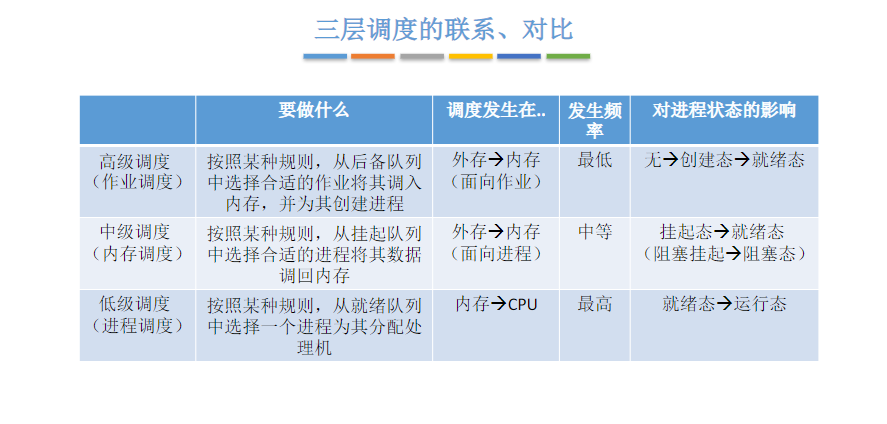 三层调度的联系、对比
要做什么
调度发生在..
发生频
率
对进程状态的影响
高级调度
（作业调度）
按照某种规则，从后备队列
中选择合适的作业将其调入
内存，并为其创建进程
外存→内存
（面向作业）
最低
无→创建态→就绪态
中级调度
（内存调度）
按照某种规则，从挂起队列
中选择合适的进程将其数据
调回内存
外存→内存
（面向进程）
中等
挂起态→就绪态
（阻塞挂起→阻塞态）
低级调度
（进程调度）
按照某种规则，从就绪队列
中选择一个进程为其分配处
理机
内存→CPU
最高
就绪态→运行态